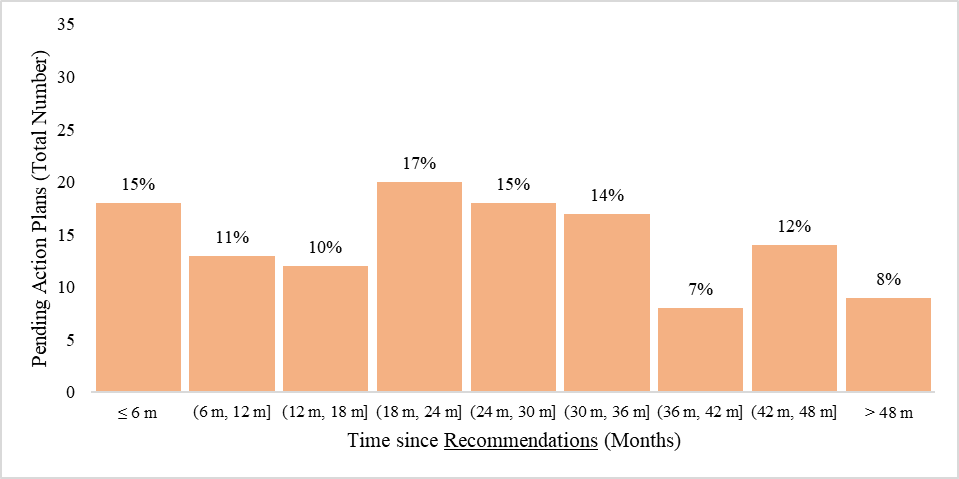 Pending Action Plans (Total Number)
35
30
25
20
15
10
5
0
15%
11%
10%
17%
15%
14%
7%
12%
8%
≤ 6 m
(6 m, 12 m]
(12 m, 18 m]
(18 m, 24 m]
(24 m, 30 m]
(30 m, 36 m]
(36 m, 42 m]
(42 m, 48 m]
> 48 m
Time since Recommendations (Months)